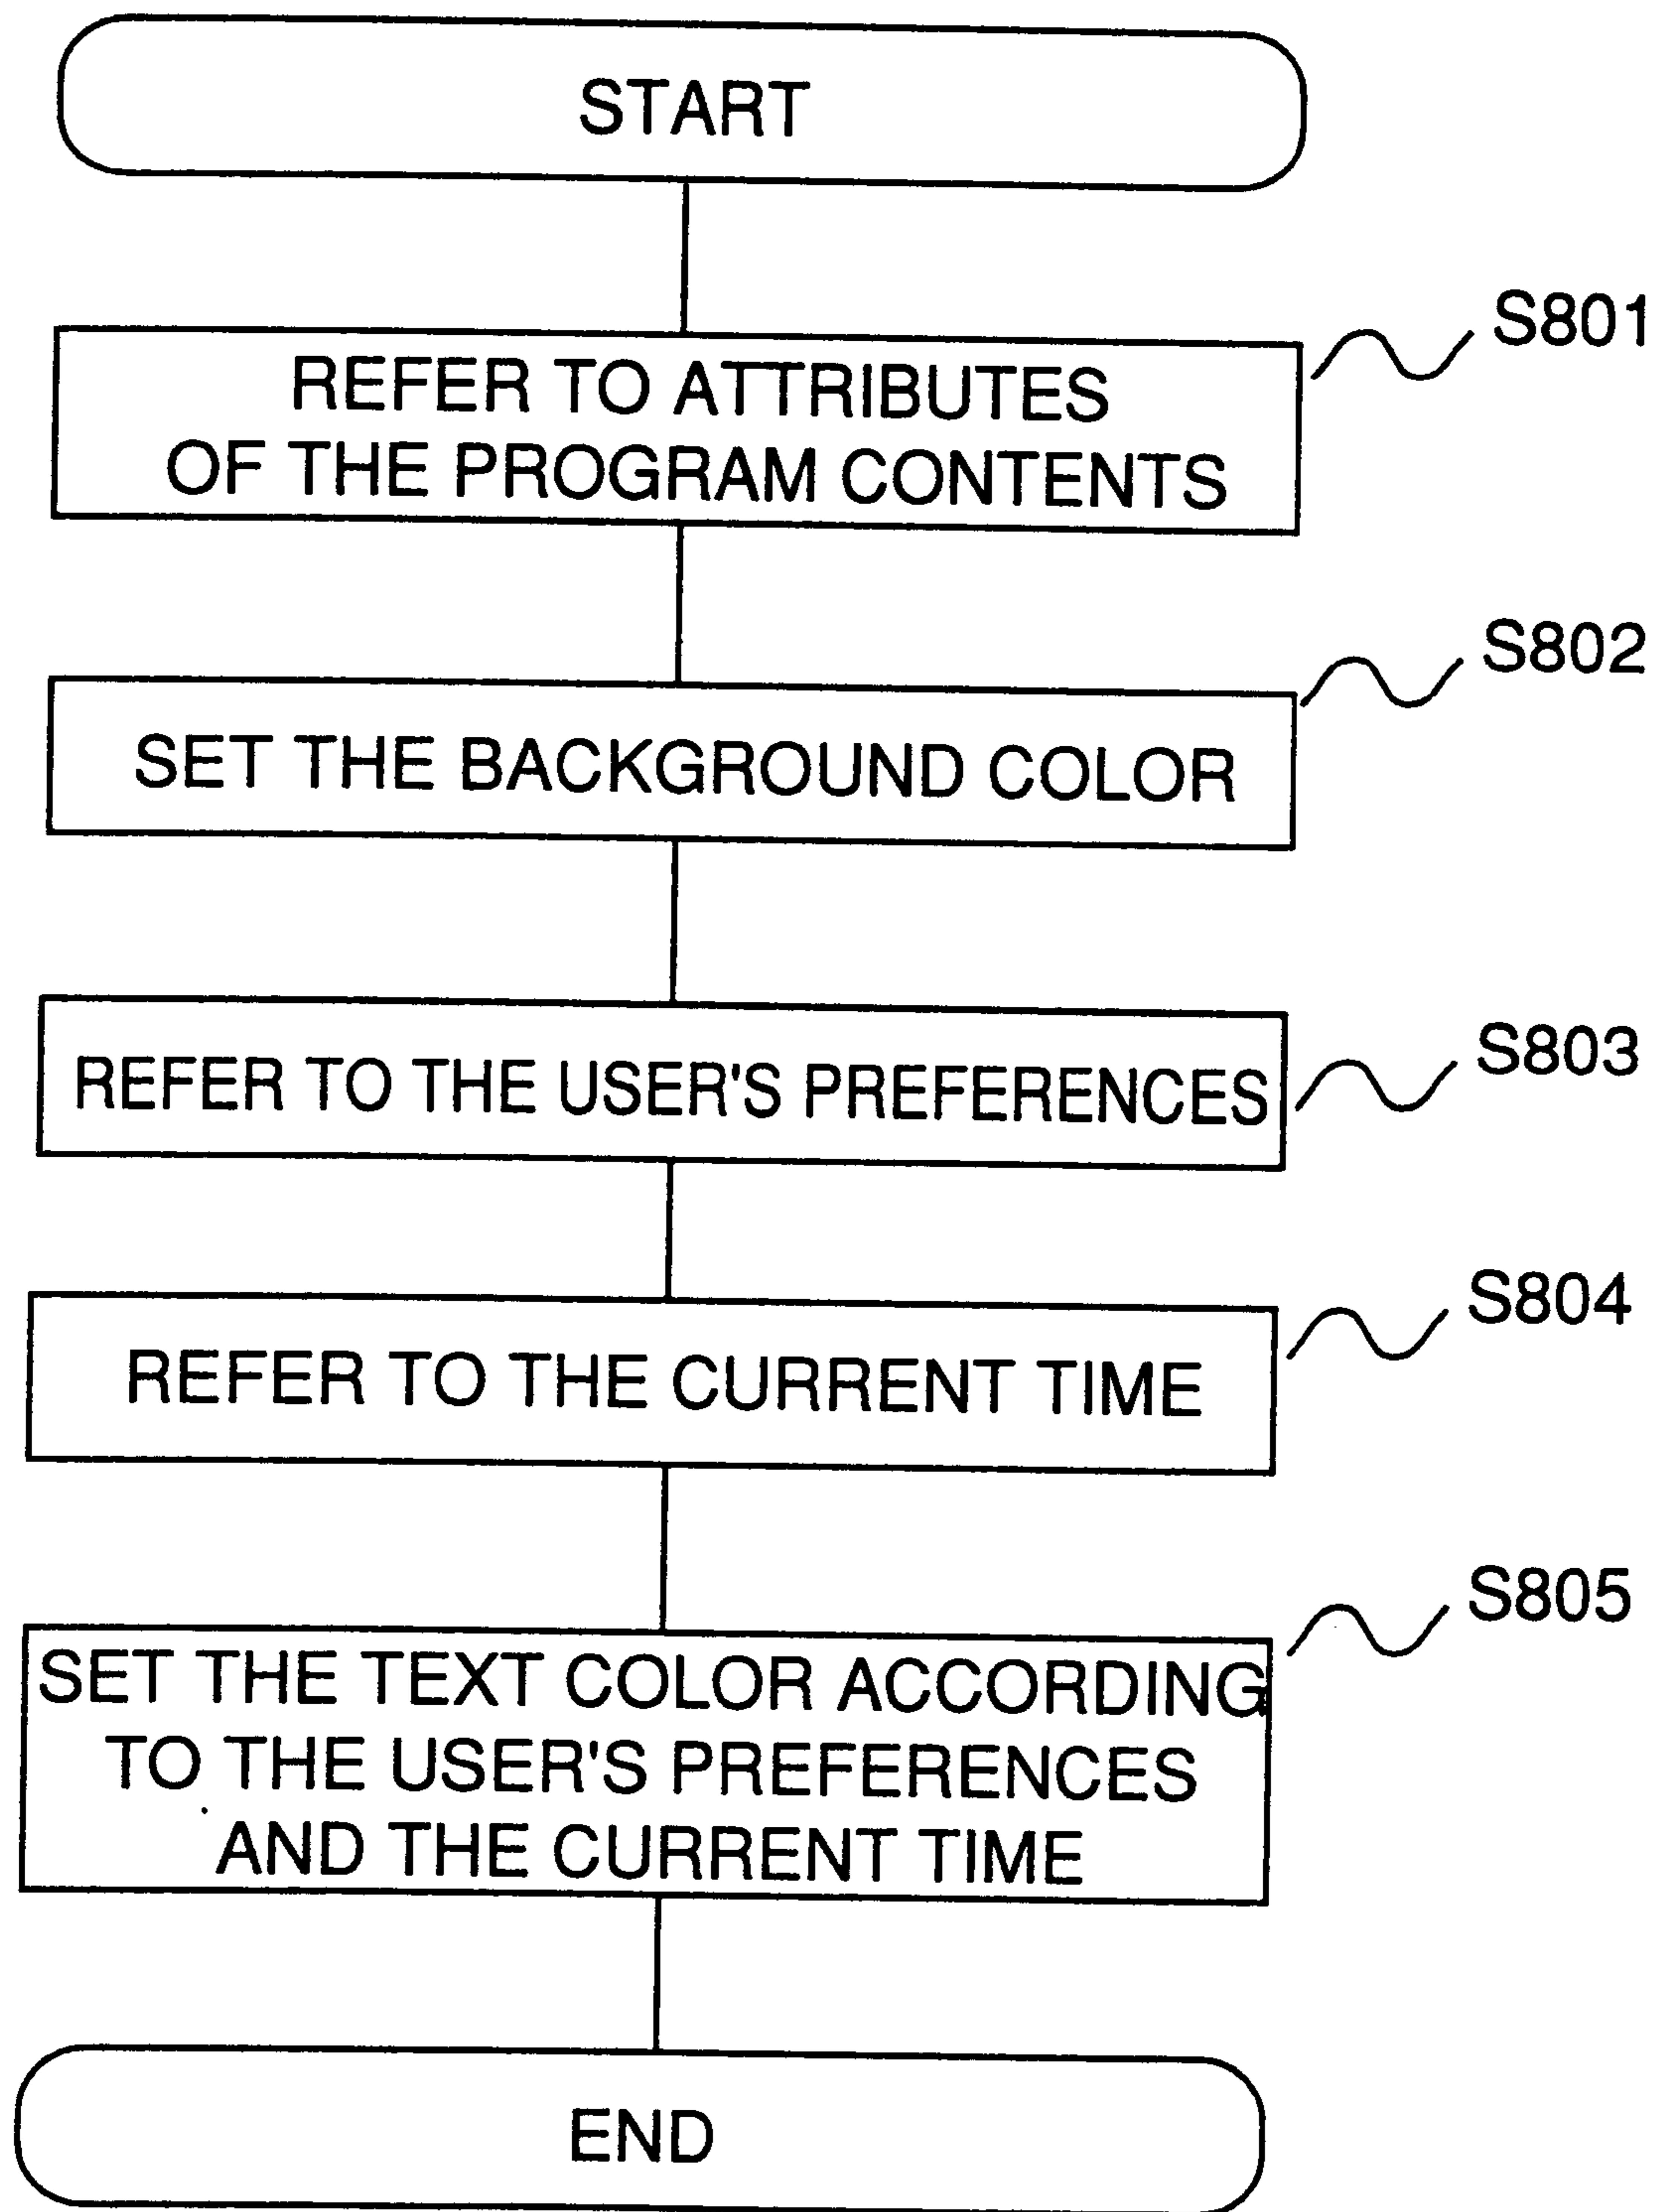 START
S801
REFER TO ATTRIBUTES
OF THE PROGRAM CONTENTS
S802
SET THE BACKGROUND COLOR
S803
REFER TO THE USER'S PREFERENCES
S804
REFER TO THE CURRENT TIME
S805
SET THE TEXT COLOR ACCORDING
TO THE USER'S PREFERENCES
AND THE CURRENT TIME
END